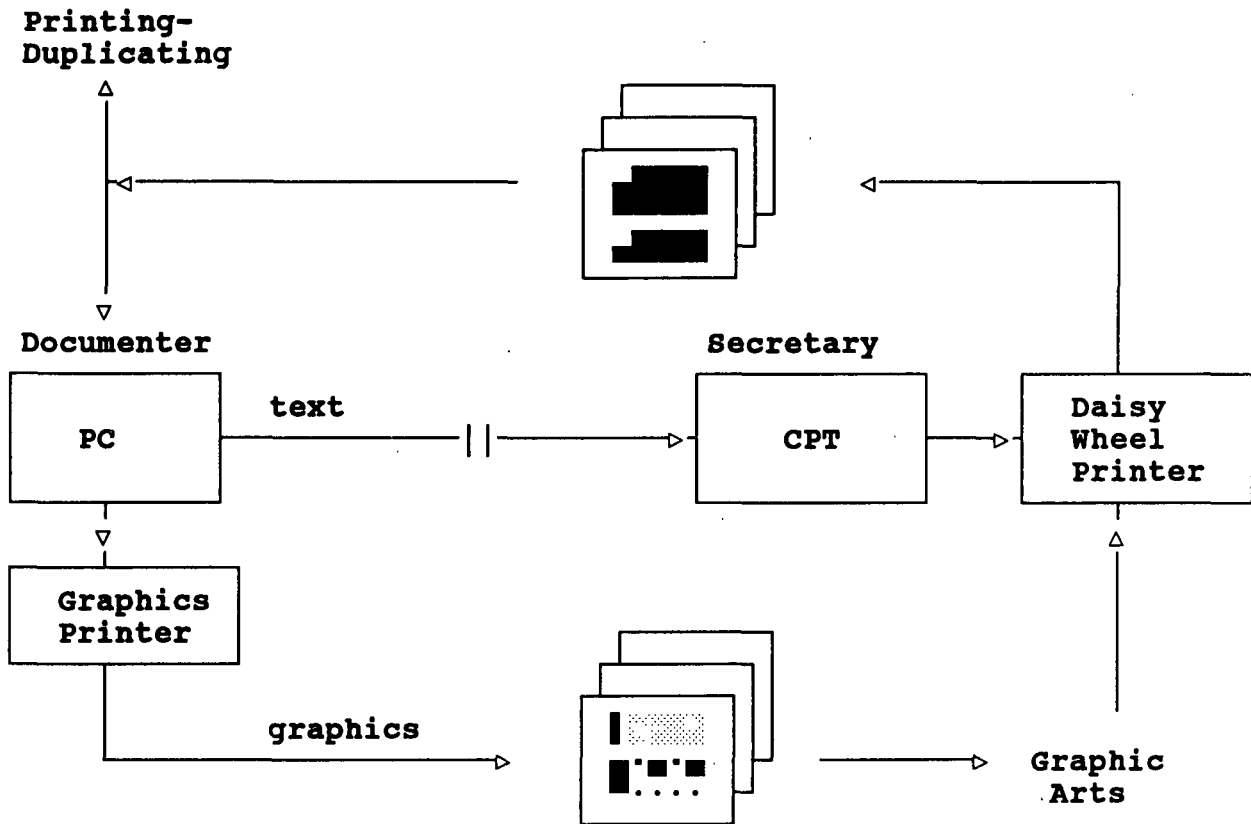 Printing-
Duplicating
Documenter
Secretary
PC
text
CPT
Daisy
Wheel
Printer
Graphics
Printer
graphics
Graphic
Arts